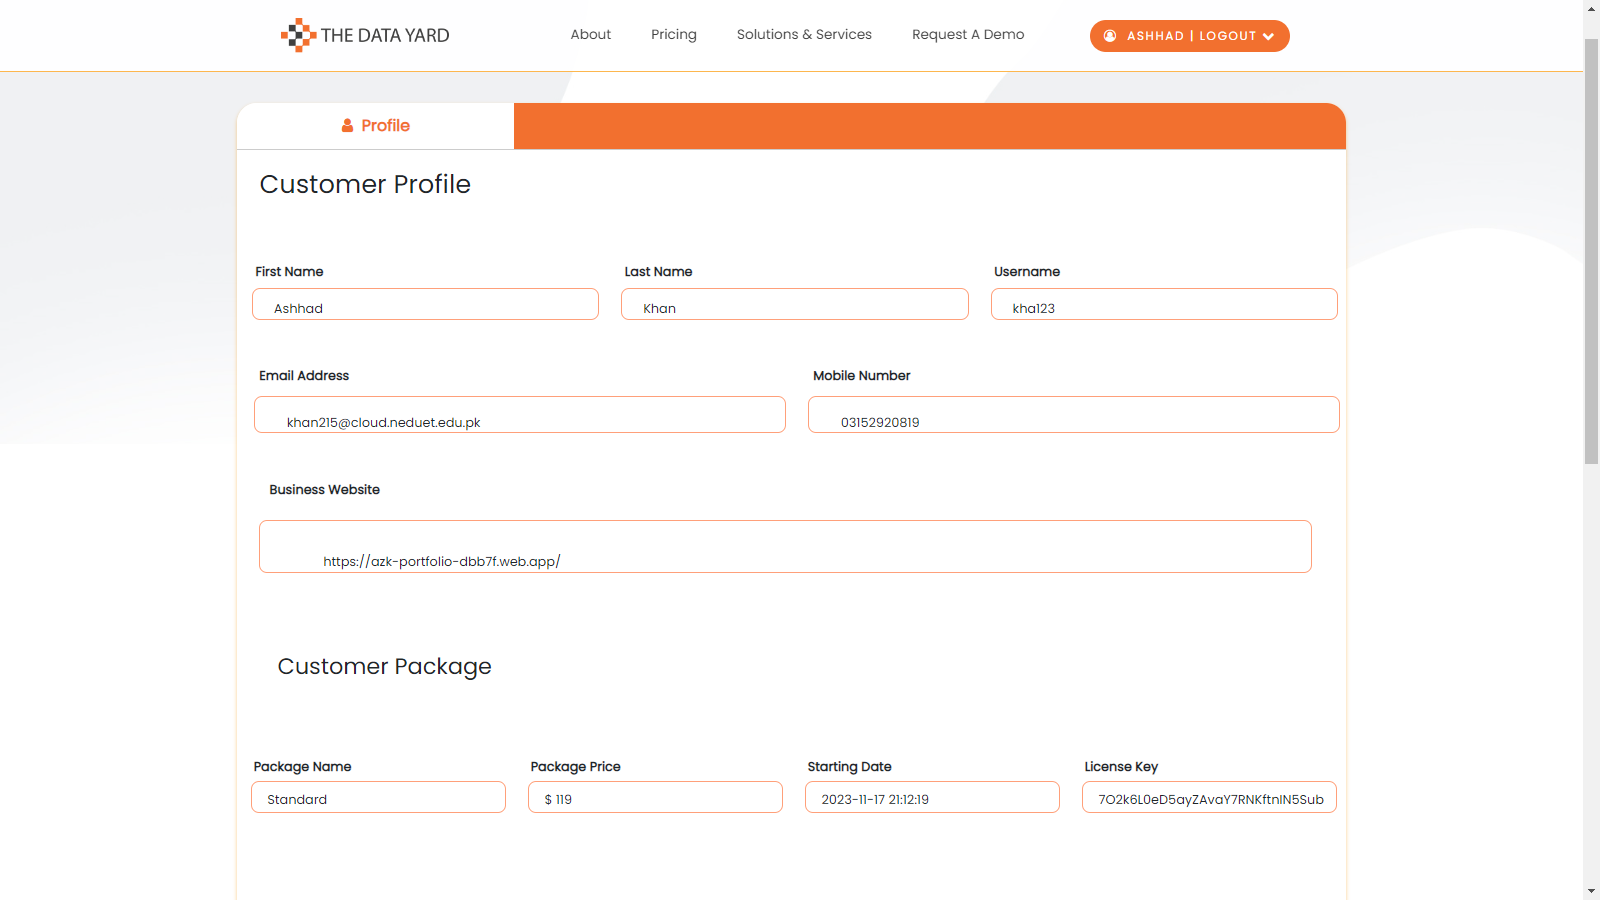 THE DATA YARD
About
Pricing
Solutions & Services
Request A Demo
ASHHAD | LOGOUT
Profile
Customer Profile
First Name
Last Name
Username
Ashhad
Khan
kha123
Email Address
Mobile Number
khan215@cloud.neduet.edu.pk
03152920819
Business Website
https://azk-portfolio-dbb7f.web.app/
Customer Package
Package Name
Package Price
Starting Date
License Key
Standard
$ 119
2023-11-17 21:12:19
7O2k6L0eD5ayZAvaY7RNKftnIN5Sub